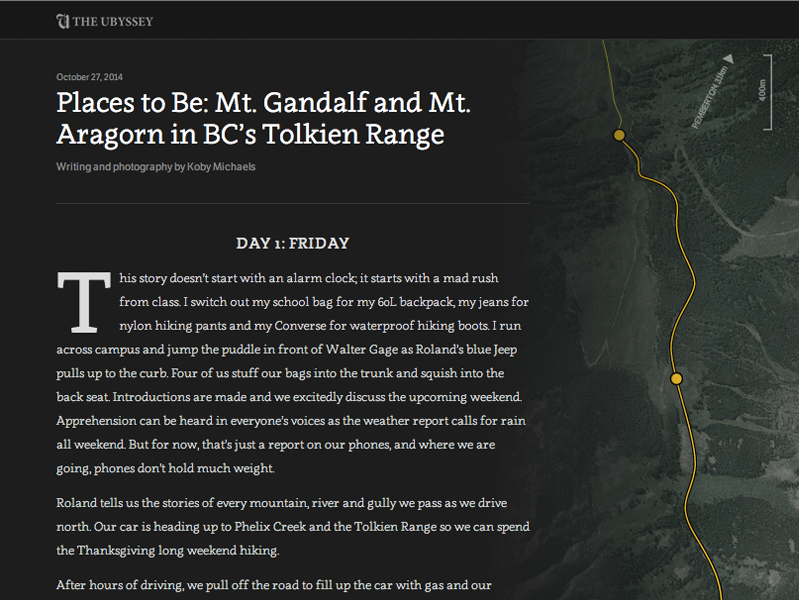 THE UBYSSEY
October 27, 2014
Places to Be: Mt. Gandalf and Mt.
Aragorn in BC's Tolkien Range
Writing and photography by Koby Michaels
DAY 1: FRIDAY
This story doesn't start with an alarm clock; it starts with a mad rush
from class. I switch out my school bag for my 60L backpack, my jeans for
nylon hiking pants and my Converse for waterproof hiking boots. I run
across campus and jump the puddle in front of Walter Gage as Roland's blue Jeep
pulls up to the curb. Four of us stuff our bags into the trunk and squish into the
back seat. Introductions are made and we excitedly discuss the upcoming weekend.
Apprehension can be heard in everyone's voices as the weather report calls for rain
all weekend. But for now, that's just a report on our phones, and where we are
going, phones don't hold much weight.
Roland tells us the stories of every mountain, river and gully we pass as we drive
north. Our car is heading up to Phelix Creek and the Tolkien Range so we can spend
the Thanksgiving long weekend hiking.
After hours of driving, we pull off the road to fill up the car with gas and our
PEMBERTON 31km
400m